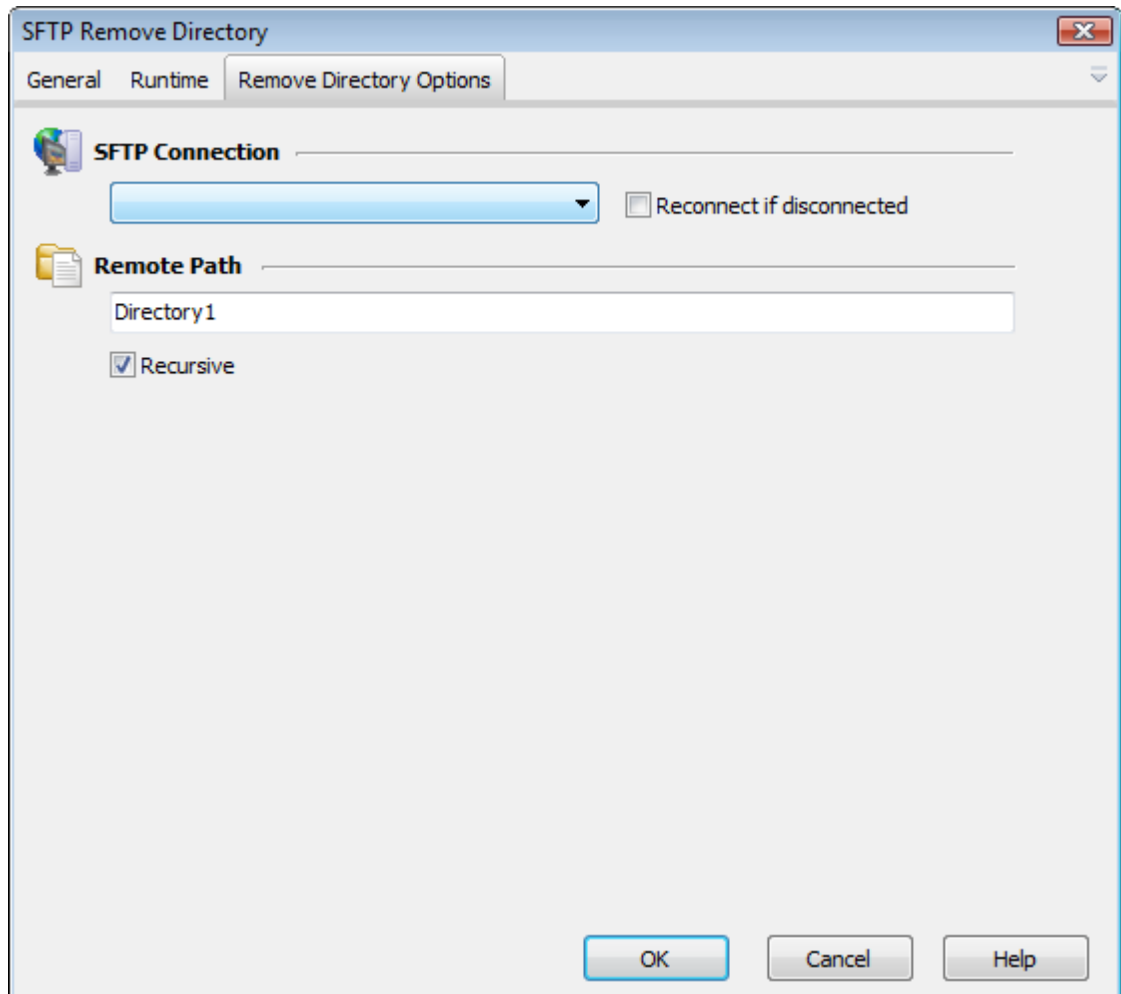 SFTP Remove Directory
General Runtime Remove Directory Options
SFTP Connection
Reconnect if disconnected
Remote Path
Directory1
Recursive
OK Cancel Help